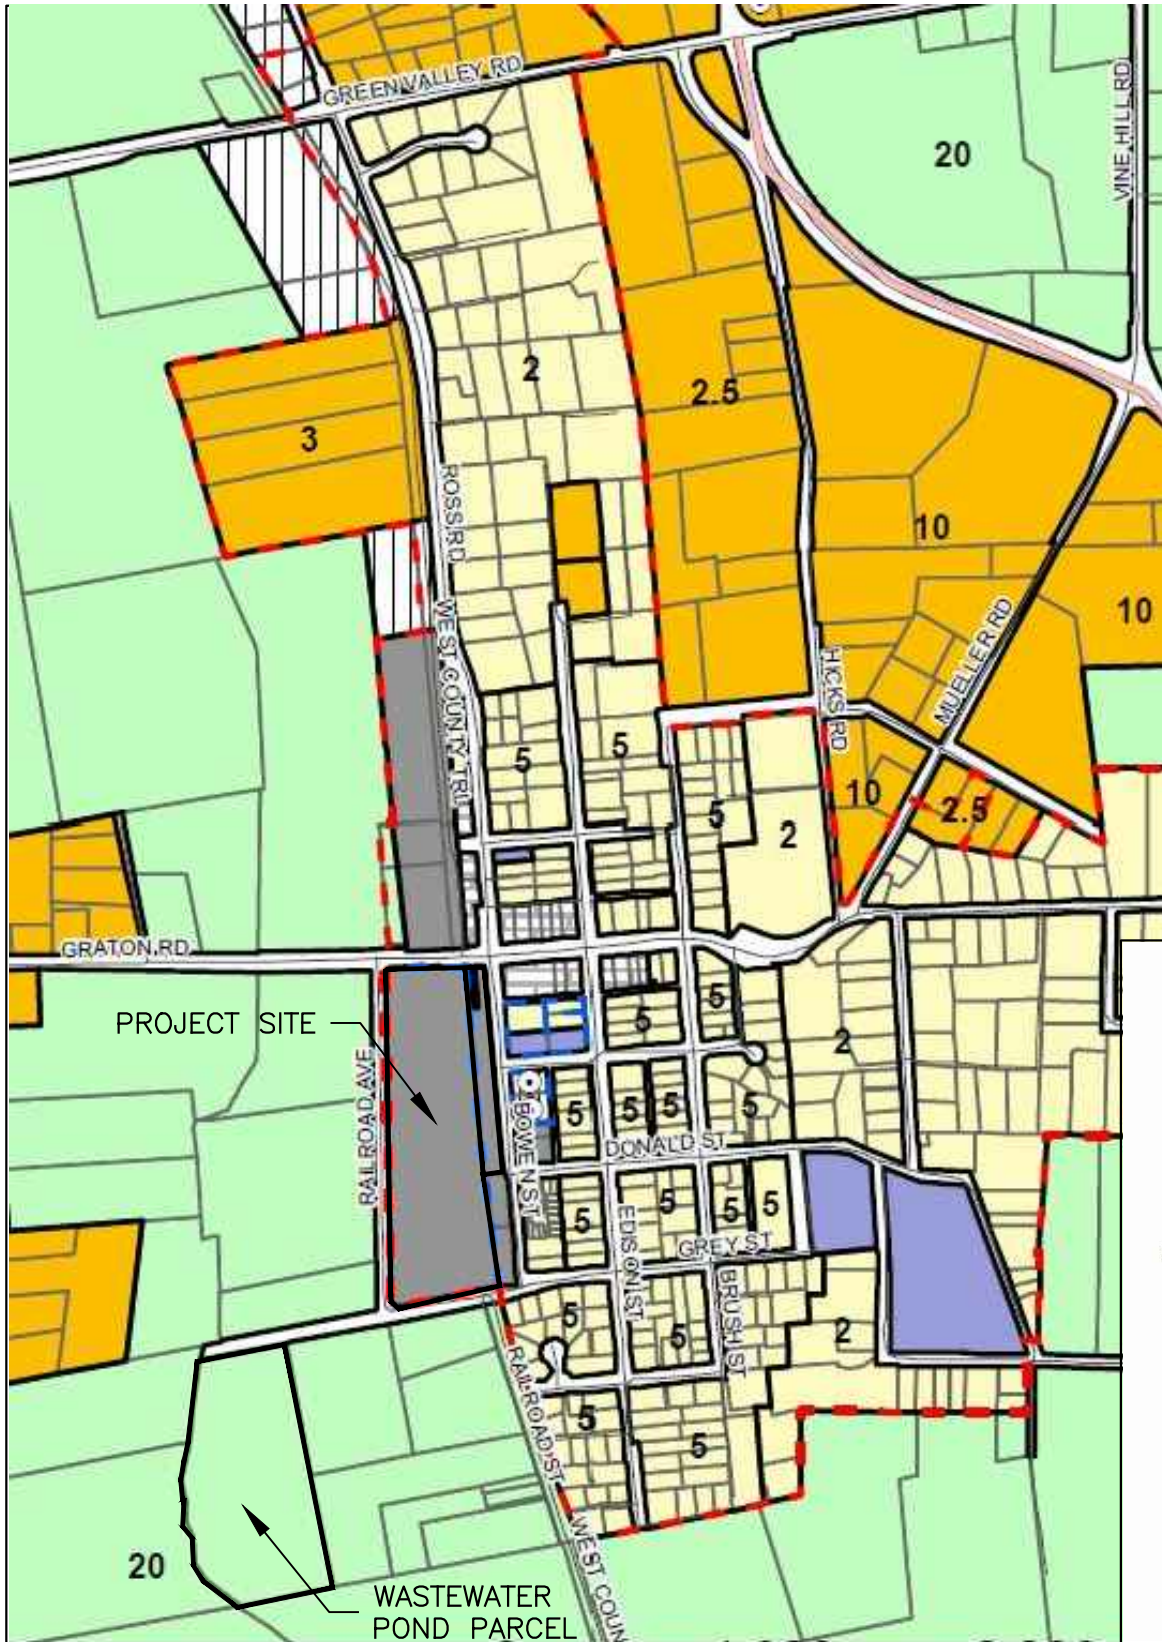 GREEN VALLEY RD
VINE HILL RD
20
2
2.5
3
ROSS RD
10
10
WEST COUNTY TRL
MUELLER RD
HICKS RD
5
5
5
2
10
2.5
GRATON RD
PROJECT SITE
5
5
2
RAILROAD AVE
BOWEN ST
5
5
5
5
DONALD ST
5
5
5
5
EDISON ST
GREY ST
BRUSH ST
5
5
2
RAILROAD ST
5
5
20
WEST COUN
WASTEWATER
POND PARCEL